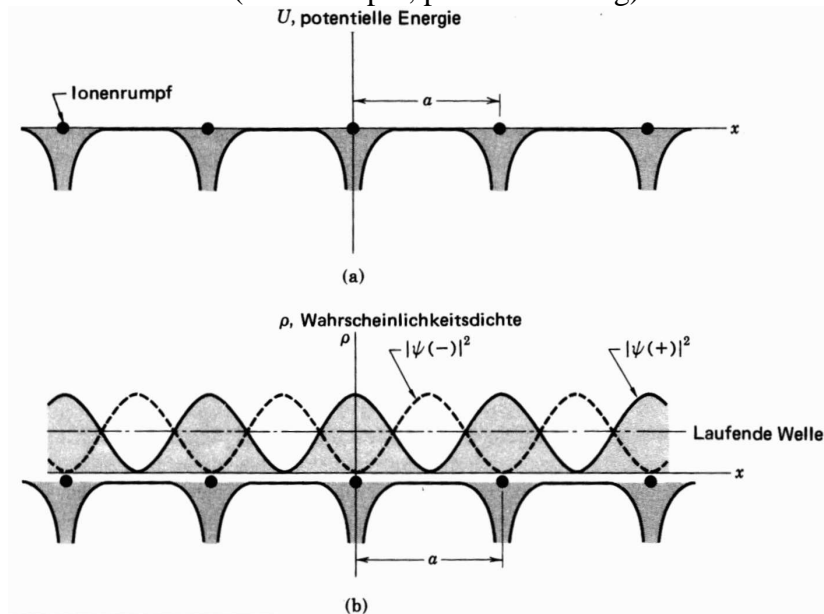 U, potentielle Energie
Ionenrumpf
a
x
(a)
ρ, Wahrscheinlichkeitsdichte
ρ
|ψ(−)|²
|ψ(+)|²
Laufende Welle
x
a
(b)